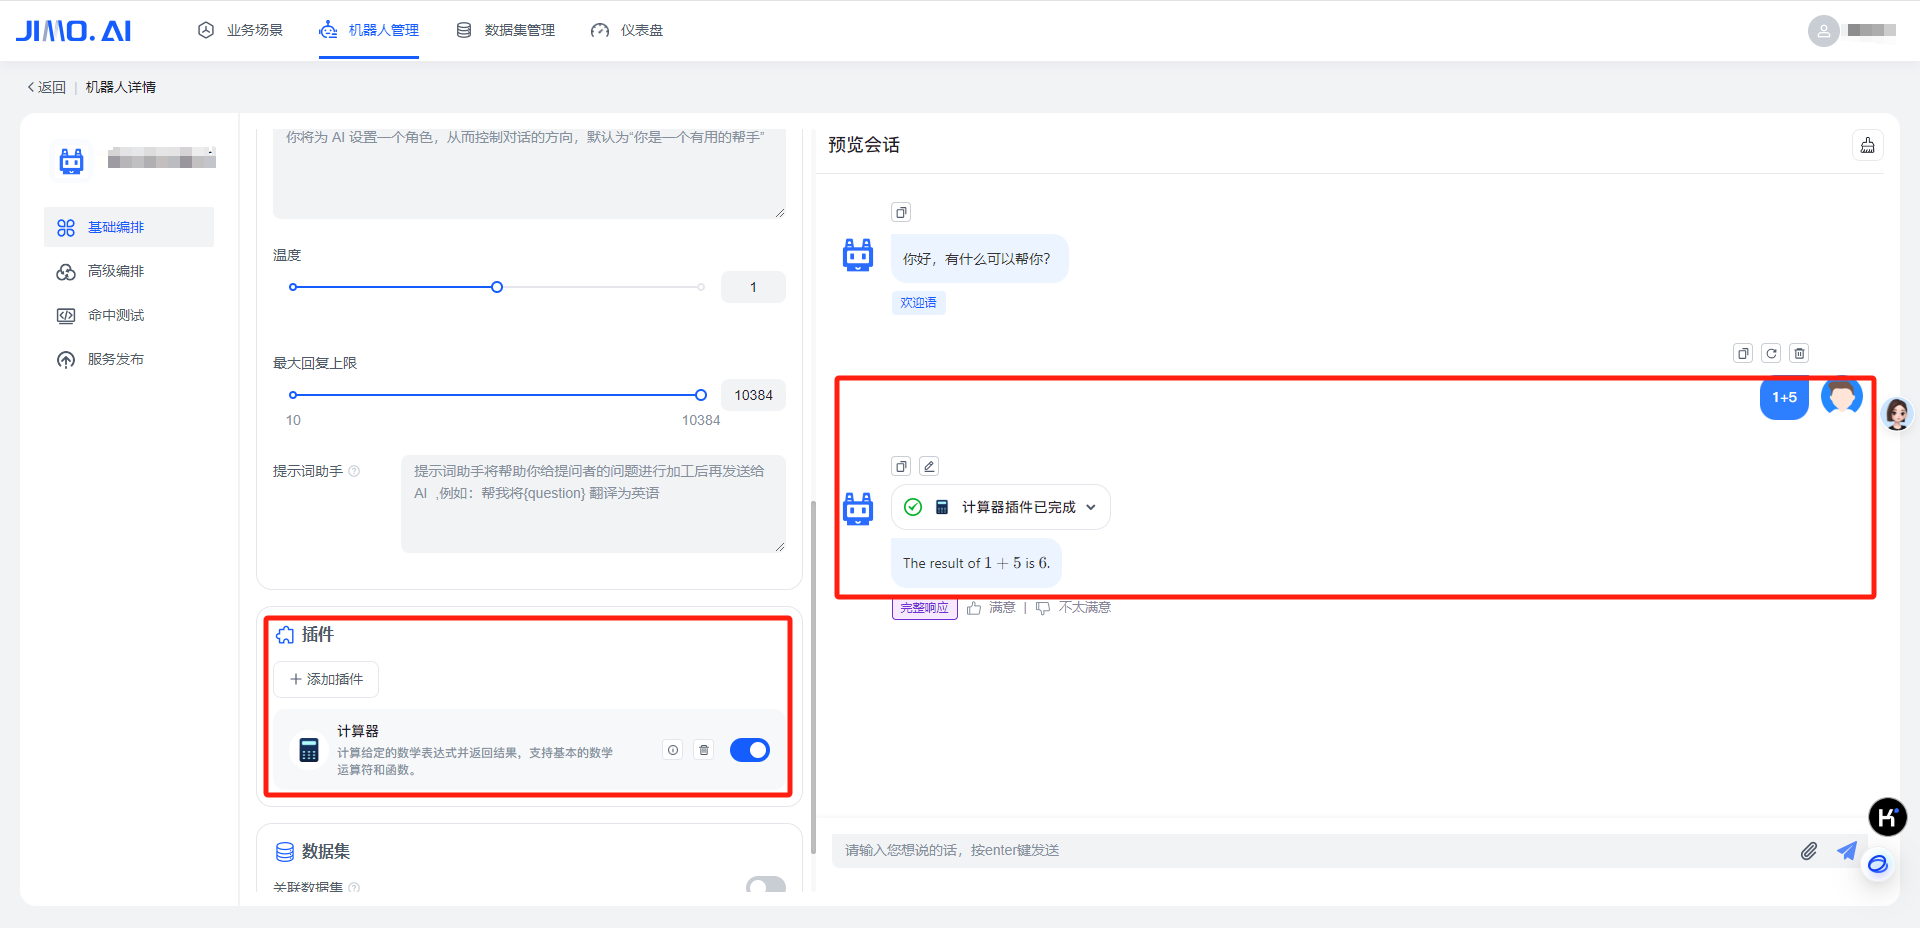 JIMO.AI
业务场景
机器人管理
数据集管理
仪表盘
返回 | 机器人详情
基础编排
高级编排
命中测试
服务发布
你将为 AI 设置一个角色，从而控制对话的方向，默认为“你是一个有用的帮手”
温度
1
最大回复上限
10384
10
10384
提示词助手
提示词助手将帮助你给提问者的问题进行加工后再发送给
AI ,例如：帮我将{question} 翻译为英语
插件
添加插件
计算器
计算给定的数学表达式并返回结果，支持基本的数学
运算符和函数。
数据集
关联数据集
预览会话
你好，有什么可以帮你？
欢迎语
1+5
计算器插件已完成
The result of 1 + 5 is 6.
完整响应
满意 | 不太满意
请输入您想说的话，按enter键发送